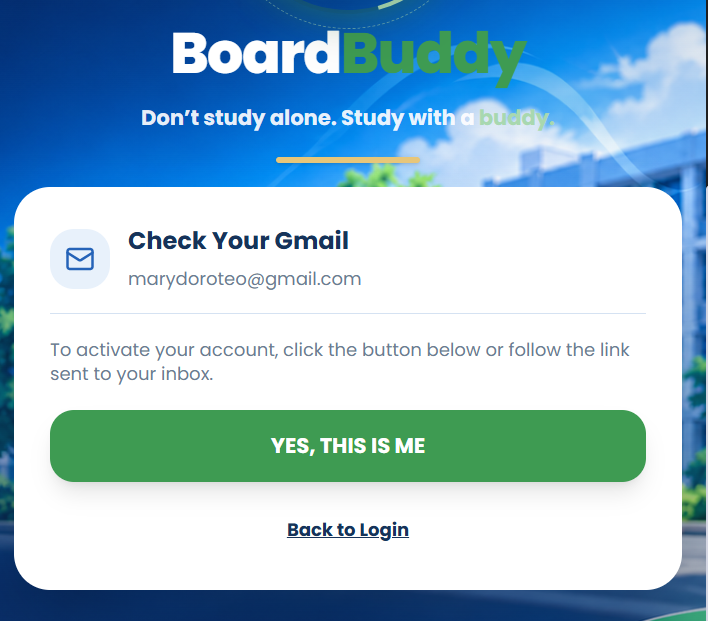 BoardBuddy
Don’t study alone. Study with a buddy.
Check Your Gmail
marydoroteo@gmail.com
To activate your account, click the button below or follow the link
sent to your inbox.
YES, THIS IS ME
Back to Login